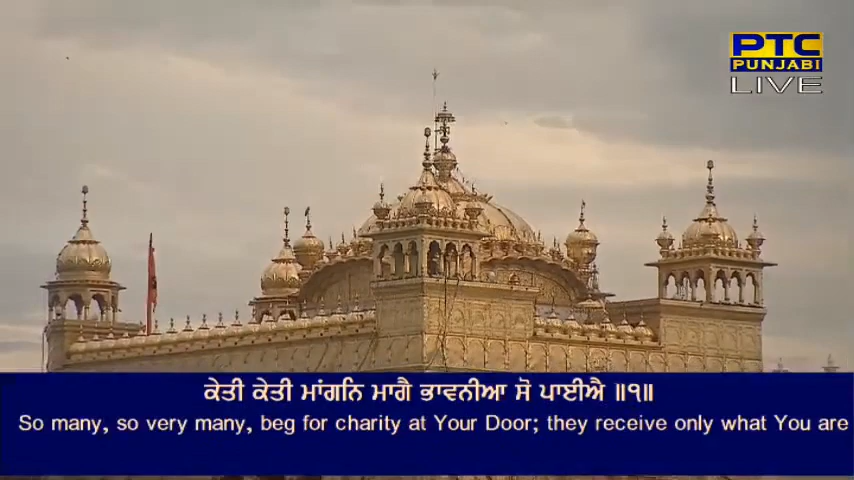 PTC
PUNJABI
LIVE
ਕੇਤੀ ਕੇਤੀ ਮਾਂਗਨਿ ਮਾਗੈ ਭਾਵਨੀਆ ਸੋ ਪਾਈਐ ॥੧॥
So many, so very many, beg for charity at Your Door; they receive only what You are